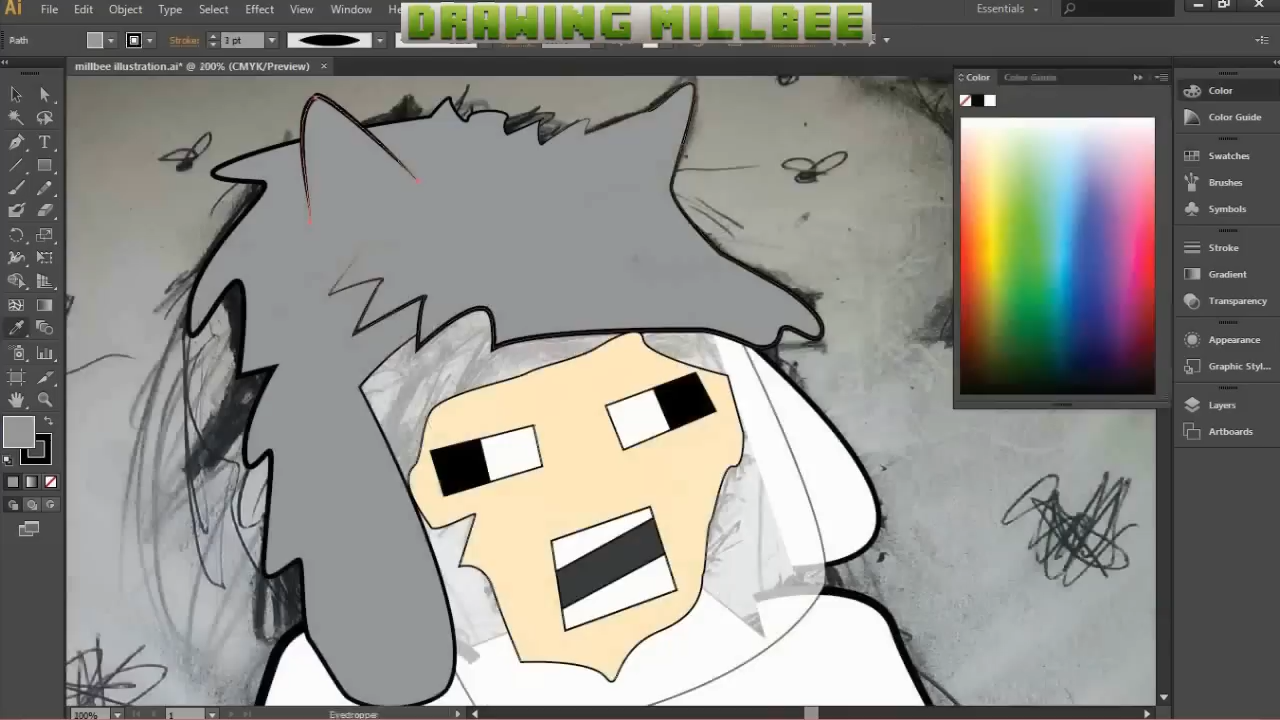 Ai File Edit Object Type Select Effect View Window
DRAWING MILLBEE
Essentials
Path Stroke: 1 pt
millbee illustration.ai* @ 200% (CMYK/Preview) ×
Color Color Guide
Color
Color Guide
Swatches
Brushes
Symbols
Stroke
Gradient
Transparency
Appearance
Graphic Styl...
Layers
Artboards
1 Eyedropper